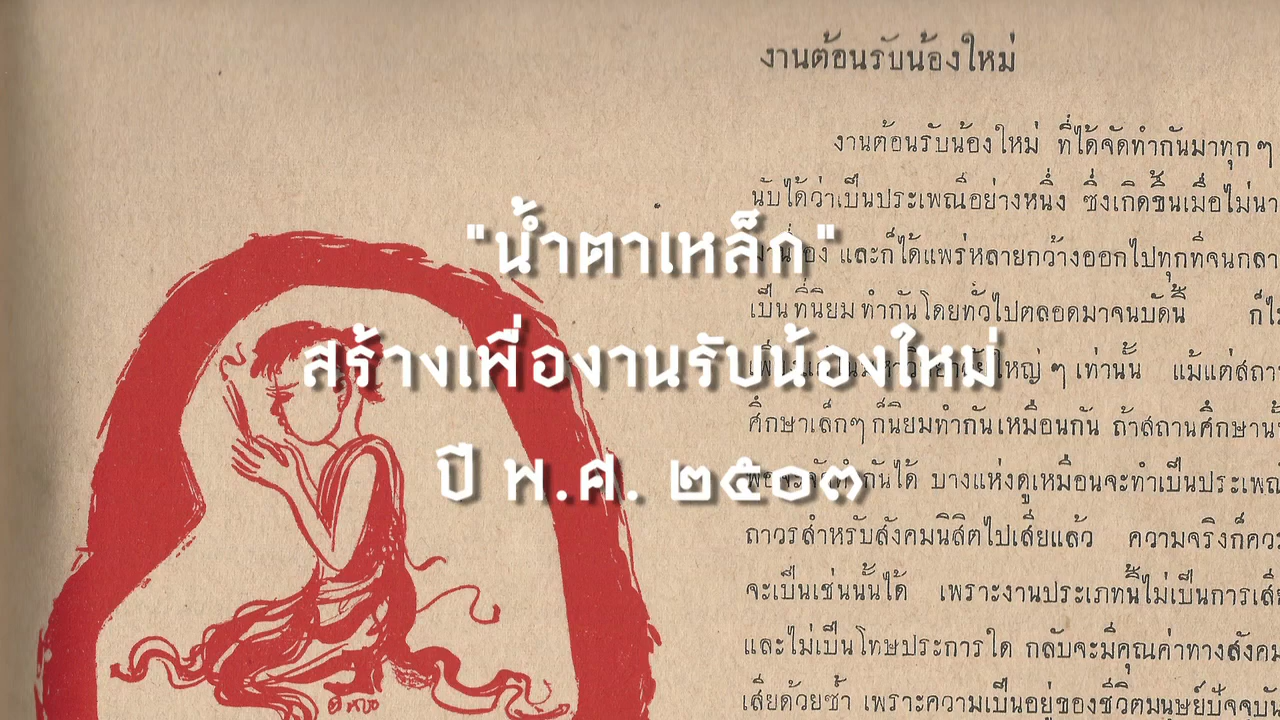 งานต้อนรับน้องใหม่
งานต้อนรับน้องใหม่ ที่ได้จัดทำกันมาทุก ๆ
นับได้ว่าเป็นประเพณีอย่างหนึ่ง ซึ่งเกิดขึ้นเมื่อไม่นา
และก็ได้แพร่หลายกว้างออกไปทุกที่จนกลา
เป็นที่นิยมทำกันโดยทั่วไปตลอดมาจนบัดนี้ ก็ไม
ใหญ่ ๆ เท่านั้น แม้แต่สถา
ศึกษาเล็กๆ ก็นิยมทำกันเหมือนกัน ถ้าสถานศึกษานั้
กันได้ บางแห่งดูเหมือนจะทำเป็นประเพณ
ถาวรสำหรับสังคมนิสิตไปเสียแล้ว ความจริงก็คว
จะเป็นเช่นนั้นได้ เพราะงานประเภทนี้ไม่เป็นการเสี
และไม่เป็นโทษประการใด กลับจะมีคุณค่าทางสังคม
เสียด้วยซ้ำ เพราะความเป็นอยู่ของชีวิตมนุษย์ปัจจุบัน
"น้ำตาเหล็ก"
สร้างเพื่องานรับน้องใหม่
ปี พ.ศ. ๒๕๐๓